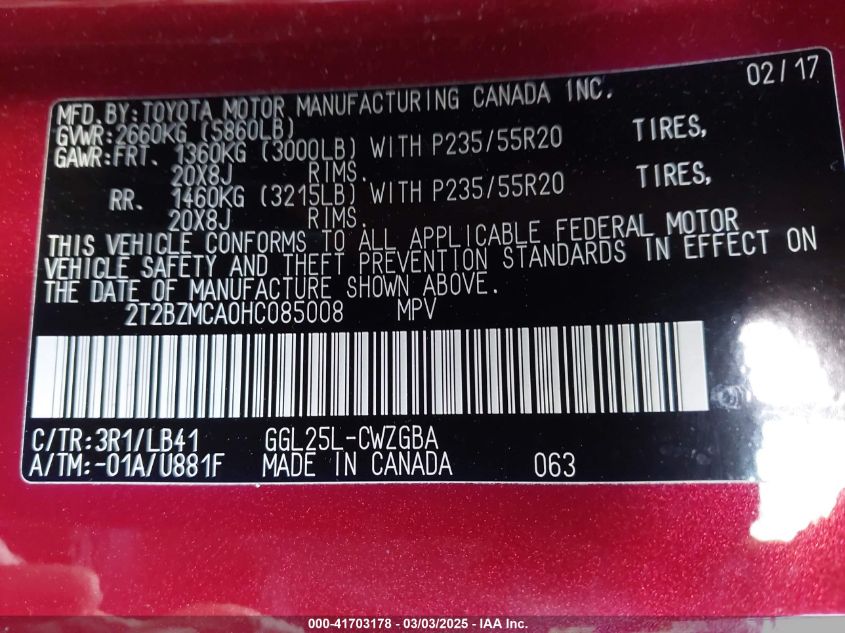 02/17
MFD. BY: TOYOTA MOTOR MANUFACTURING CANADA INC.
GVWR: 2660KG (5860LB)
GAWR: FRT. 1360KG (3000LB) WITH P235/55R20 TIRES,
20X8J RIMS.
RR. 1460KG (3215LB) WITH P235/55R20 TIRES,
20X8J RIMS.
THIS VEHICLE CONFORMS TO ALL APPLICABLE FEDERAL MOTOR
VEHICLE SAFETY AND THEFT PREVENTION STANDARDS IN EFFECT ON
THE DATE OF MANUFACTURE SHOWN ABOVE.
2T2BZMCA0HC085008 MPV
C/TR: 3R1/LB41 GGL25L-CWZGBA
A/TM: -01A/U881F MADE IN CANADA 063
000-41703178 - 03/03/2025 - IAA Inc.